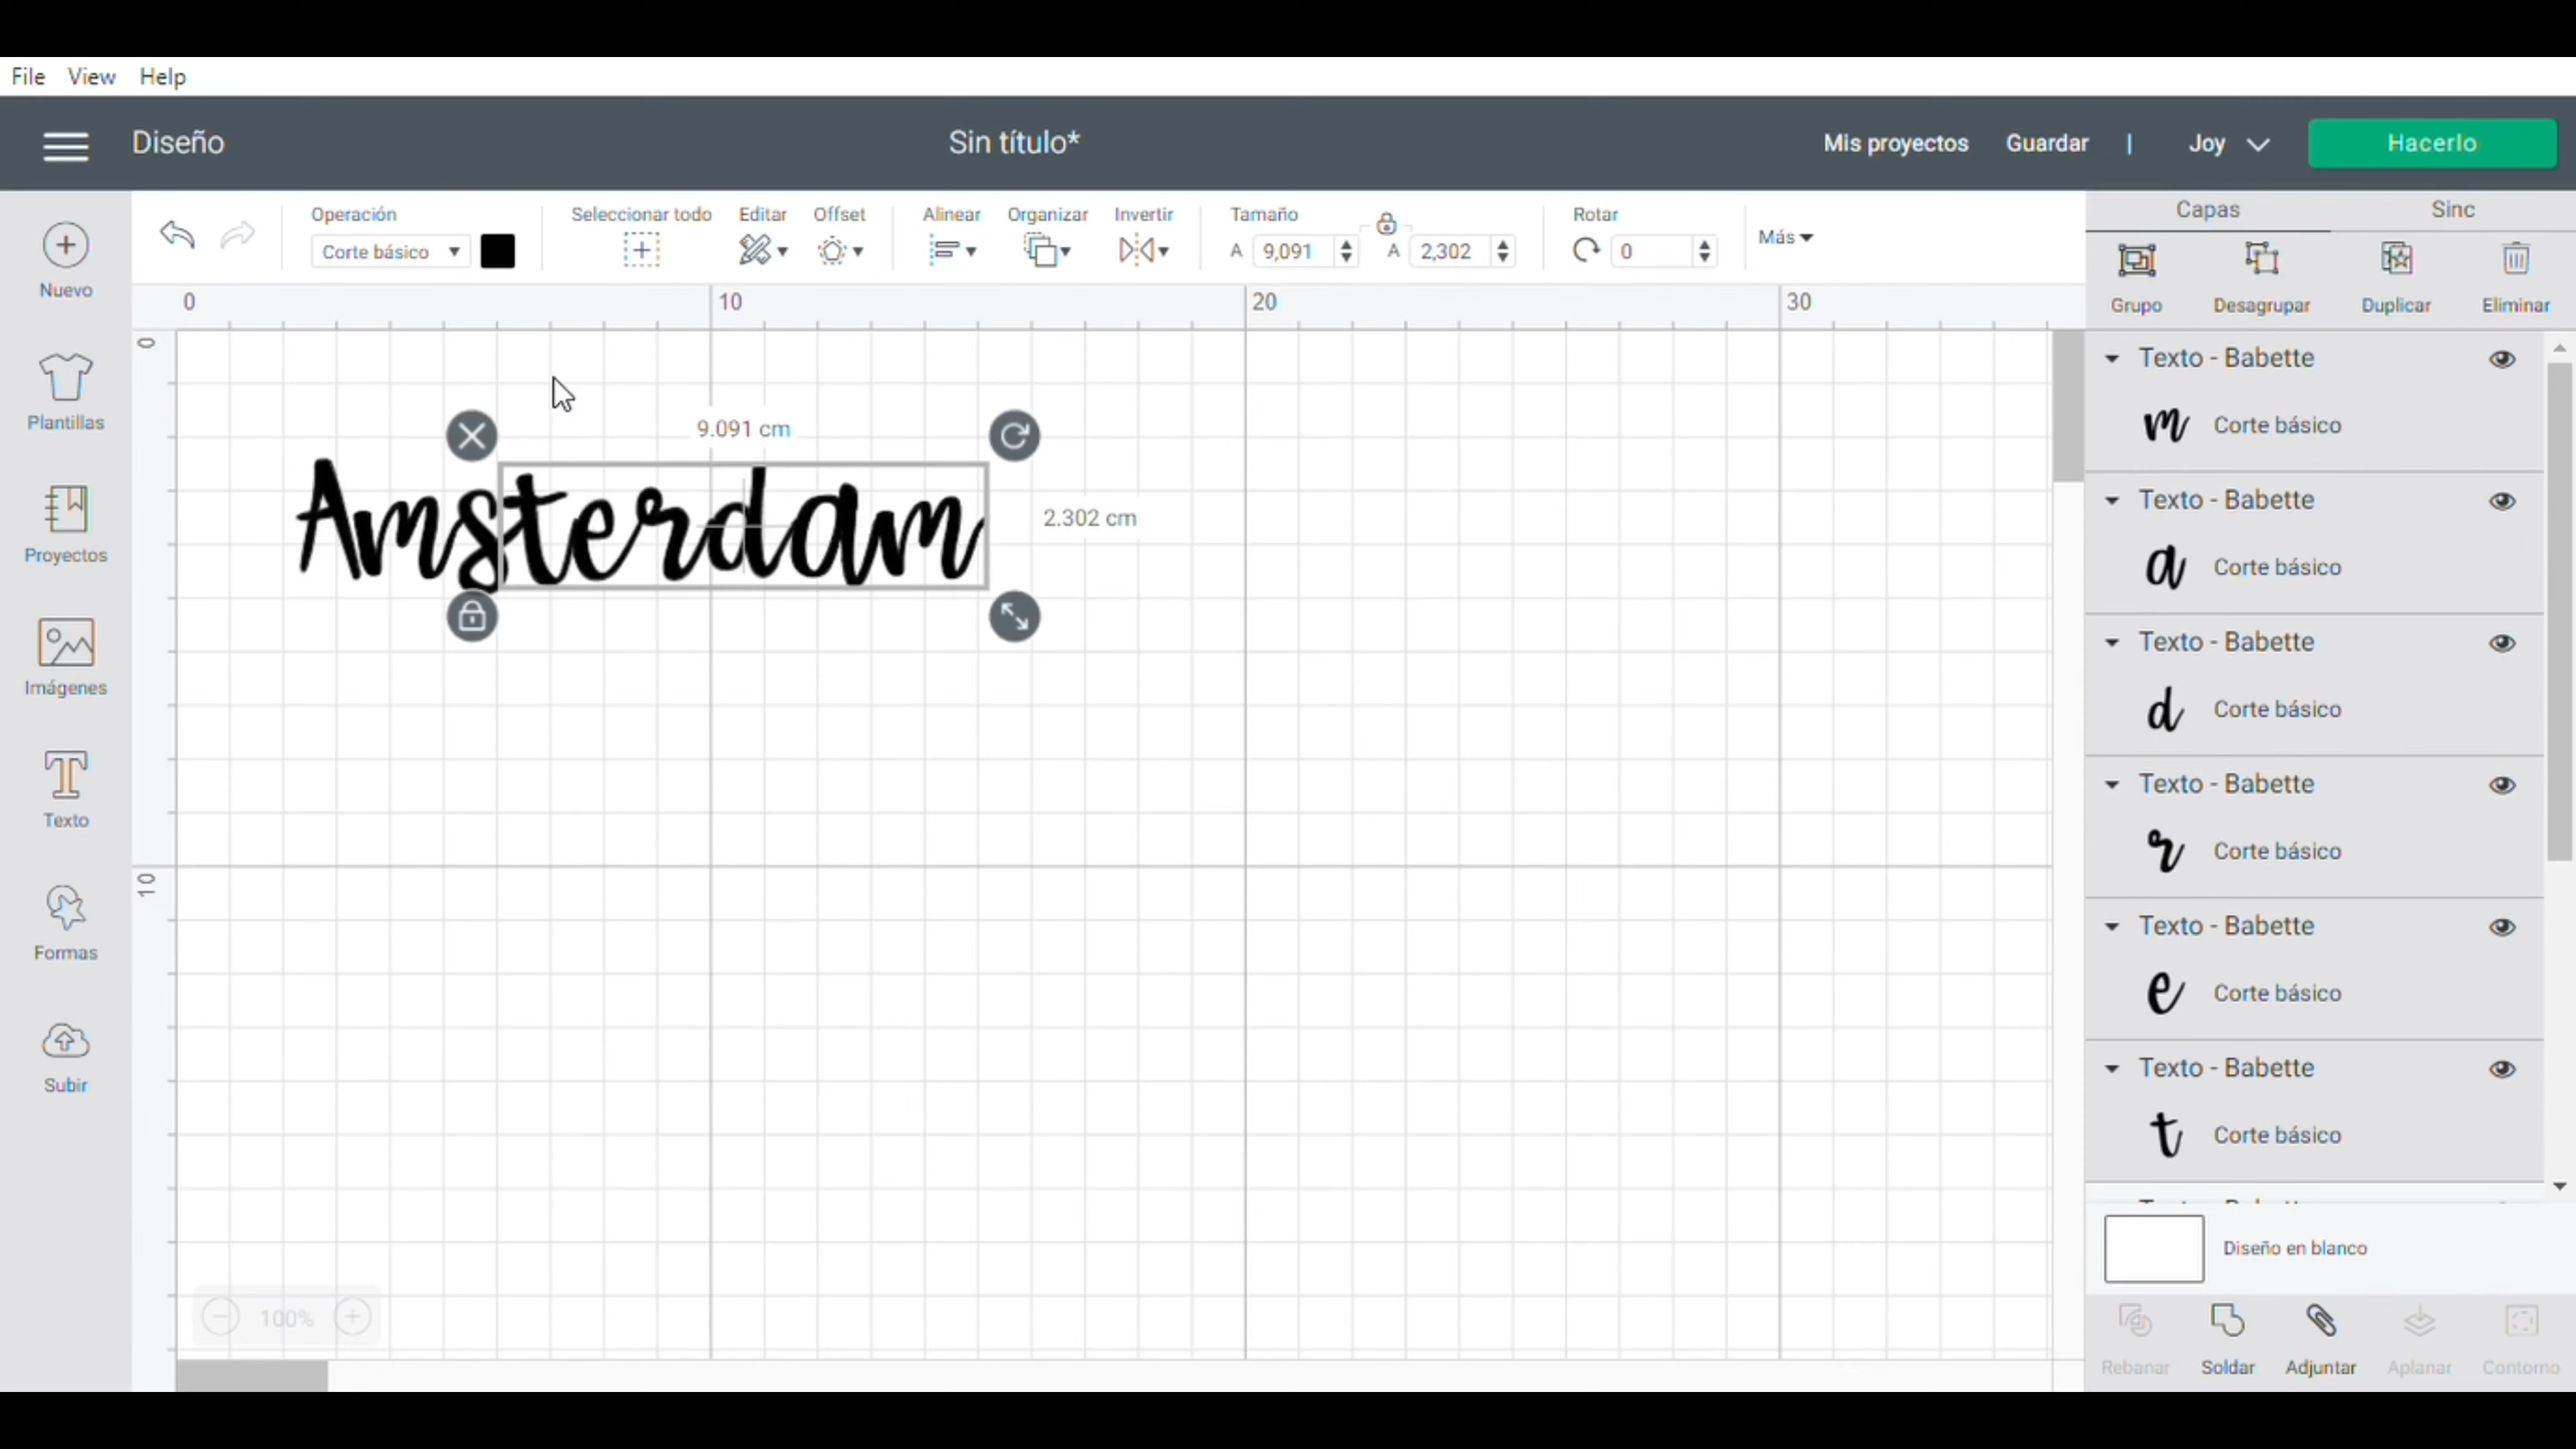 File View Help
Diseño Sin título* Mis proyectos Guardar | Joy Hacerlo
Operación Seleccionar todo Editar Offset Alinear Organizar Invertir Tamaño Rotar Capas Sinc
Corte básico A 9,091 A 2,302 0 Más
Grupo Desagrupar Duplicar Eliminar
Nuevo
Plantillas
Proyectos
Imágenes
Texto
Formas
Subir
0 10 20 30
0
10
9.091 cm
Amsterdam
2.302 cm
100%
Texto - Babette
m Corte básico
Texto - Babette
a Corte básico
Texto - Babette
d Corte básico
Texto - Babette
r Corte básico
Texto - Babette
e Corte básico
Texto - Babette
t Corte básico
Diseño en blanco
Rebanar Soldar Adjuntar Aplanar Contorno